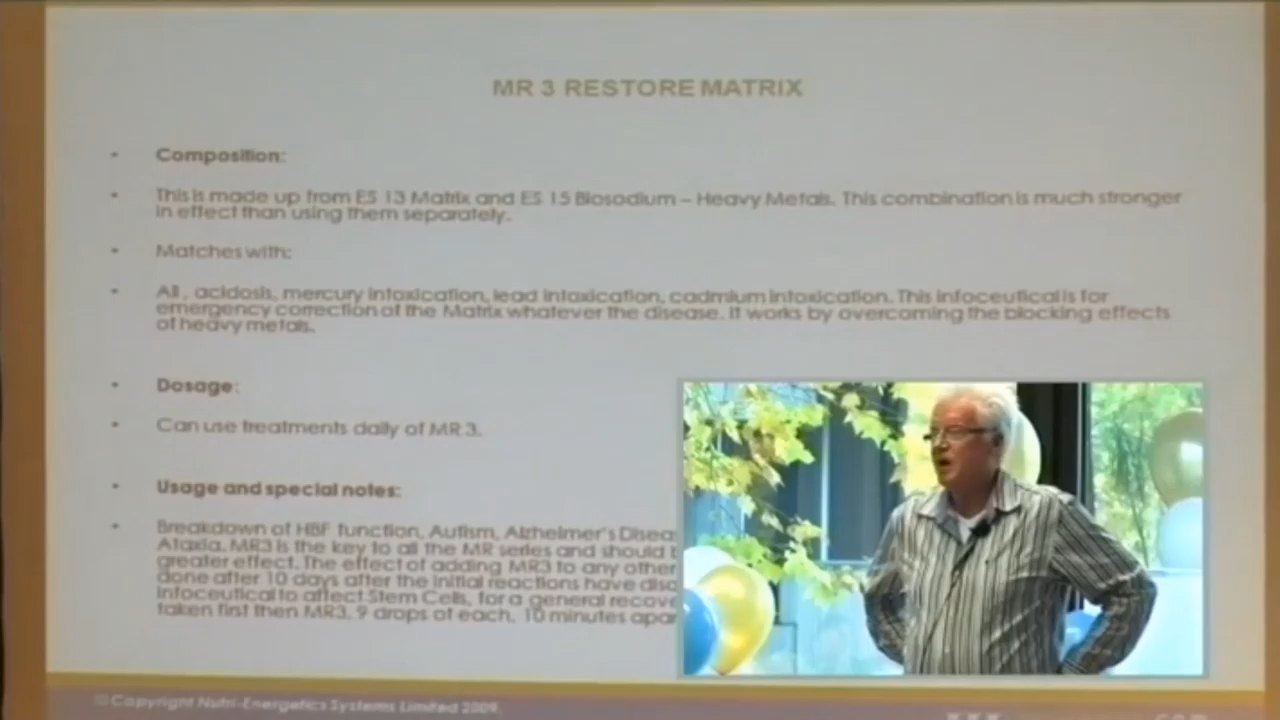 MR 3 RESTORE MATRIX
• Composition:
• This is made up from ES 13 Matrix and ES 15 Biosodium – Heavy Metals. This combination is much stronger
in effect than using them separately.
• Matches with:
• All , acidosis, mercury intoxication, lead intoxication, cadmium intoxication. This infoceutical is for
emergency correction of the Matrix whatever the disease. It works by overcoming the blocking effects
of heavy metals.
• Dosage:
• Can use treatments daily of MR 3.
• Usage and special notes:
• Breakdown of HBF function, Autism, Alzheimer's Disea
Ataxia. MR3 is the key to all the MR series and should b
greater effect. The effect of adding MR3 to any other
done after 10 days after the initial reactions have disa
infoceutical to affect Stem Cells, for a general recove
taken first then MR3. 9 drops of each. 10 minutes apar
© Copyright Nutri-Energetics Systems Limited 2009.